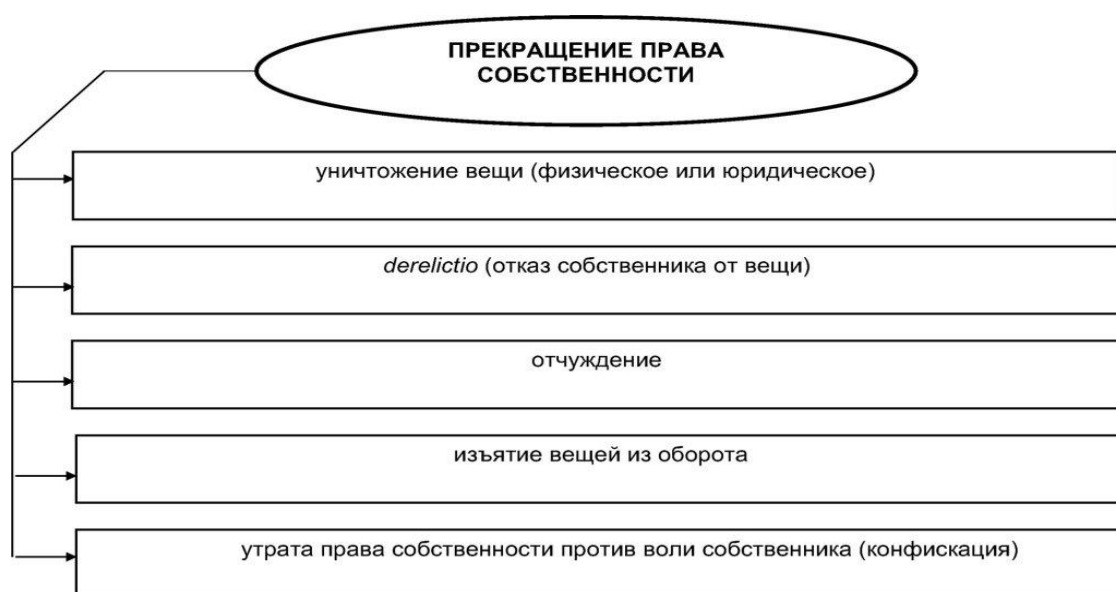 ПРЕКРАЩЕНИЕ ПРАВА
СОБСТВЕННОСТИ
уничтожение вещи (физическое или юридическое)
derelictio (отказ собственника от вещи)
отчуждение
изъятие вещей из оборота
утрата права собственности против воли собственника (конфискация)